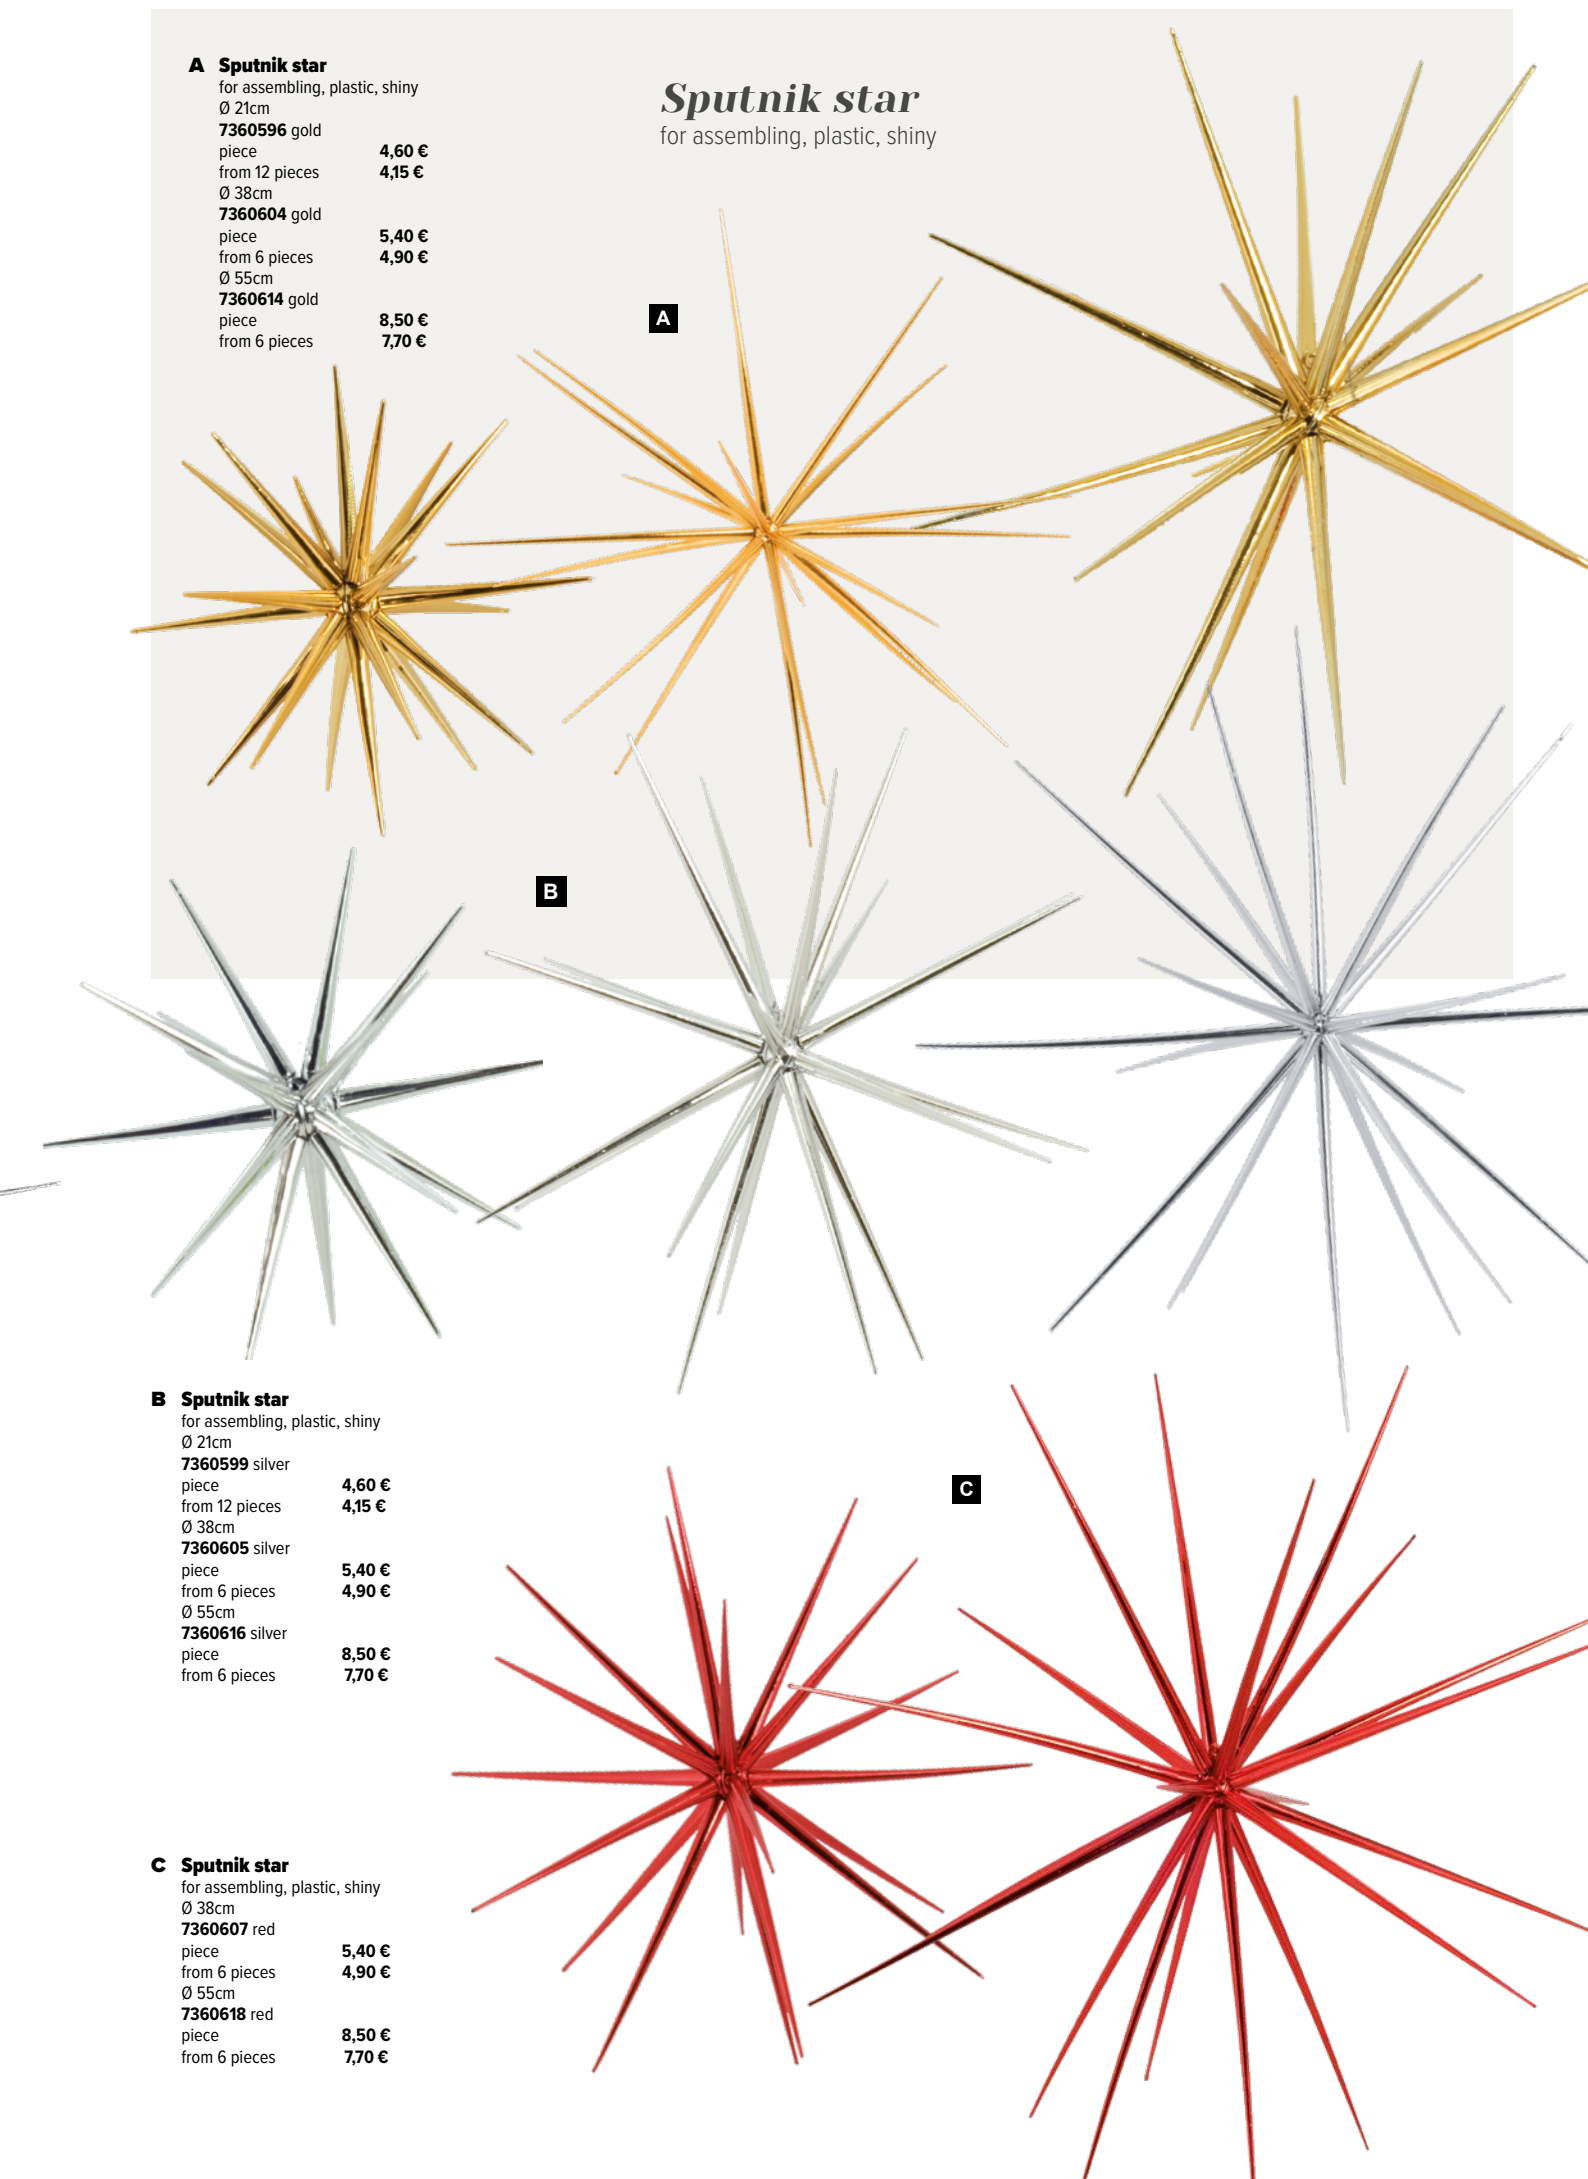 A Sputnik star
for assembling, plastic, shiny
Ø 21cm
7360596 gold
piece 4,60 €
from 12 pieces 4,15 €
Ø 38cm
7360604 gold
piece 5,40 €
from 6 pieces 4,90 €
Ø 55cm
7360614 gold
piece 8,50 €
from 6 pieces 7,70 €
Sputnik star
for assembling, plastic, shiny
A
B
B Sputnik star
for assembling, plastic, shiny
Ø 21cm
7360599 silver
piece 4,60 €
from 12 pieces 4,15 €
Ø 38cm
7360605 silver
piece 5,40 €
from 6 pieces 4,90 €
Ø 55cm
7360616 silver
piece 8,50 €
from 6 pieces 7,70 €
C
C Sputnik star
for assembling, plastic, shiny
Ø 38cm
7360607 red
piece 5,40 €
from 6 pieces 4,90 €
Ø 55cm
7360618 red
piece 8,50 €
from 6 pieces 7,70 €